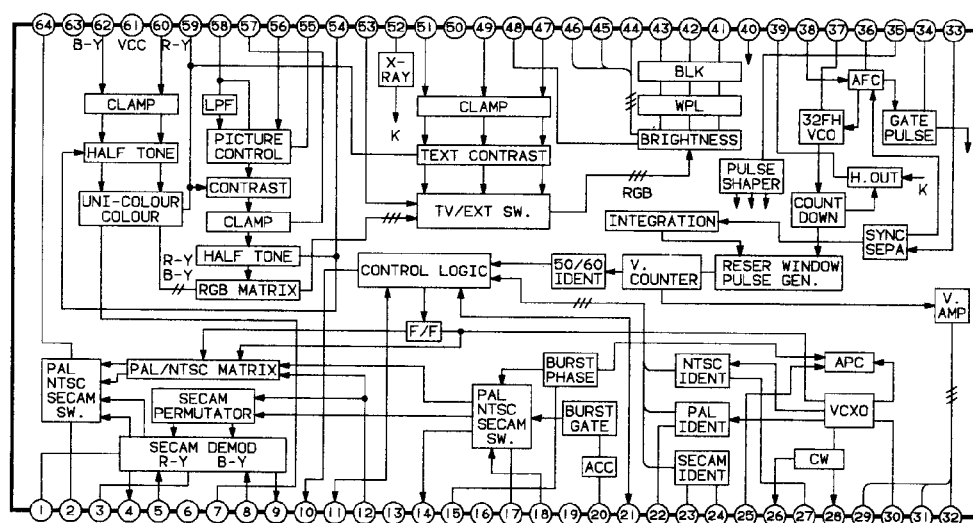 64 63 62 61 60 59 58 57 56 55 54 53 52 51 50 49 48 47 46 45 44 43 42 41 40 39 38 37 36 35 34 33
B-Y VCC R-Y
X-RAY
K
CLAMP
LPF
HALF TONE
PICTURE CONTROL
CONTRAST
UNI-COLOUR COLOUR
CLAMP
R-Y
B-Y
HALF TONE
RGB MATRIX
CLAMP
TEXT CONTRAST
TV/EXT SW.
BLK
WPL
BRIGHTNESS
RGB
AFC
32FH VCO
GATE PULSE
PULSE SHAPER
H.OUT
K
COUNT DOWN
INTEGRATION
SYNC SEPA
CONTROL LOGIC
50/60 IDENT
V. COUNTER
RESER WINDOW PULSE GEN.
V. AMP
F/F
PAL NTSC SECAM SW.
PAL/NTSC MATRIX
SECAM PERMUTATOR
SECAM DEMOD
R-Y B-Y
PAL NTSC SECAM SW.
BURST PHASE
BURST GATE
ACC
NTSC IDENT
PAL IDENT
SECAM IDENT
APC
VCXO
CW
1 2 3 4 5 6 7 8 9 10 11 12 13 14 15 16 17 18 19 20 21 22 23 24 25 26 27 28 29 30 31 32